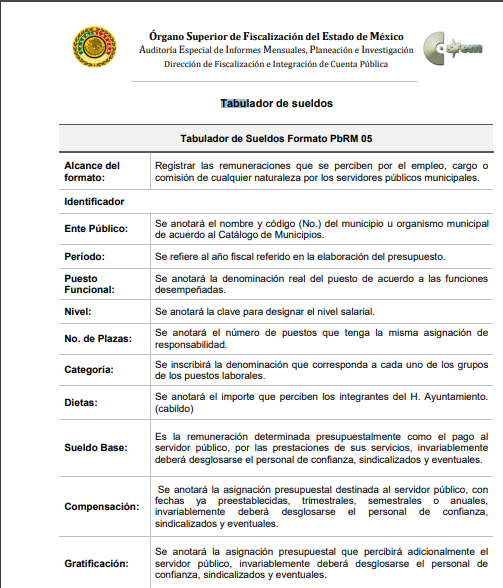 Órgano Superior de Fiscalización del Estado de México
Auditoría Especial de Informes Mensuales, Planeación e Investigación
Dirección de Fiscalización e Integración de Cuenta Pública
osfem
Tabulador de sueldos
Tabulador de Sueldos Formato PbRM 05
Alcance del formato:
Registrar las remuneraciones que se perciben por el empleo, cargo o
comisión de cualquier naturaleza por los servidores públicos municipales.
Identificador
Ente Público:
Se anotará el nombre y código (No.) del municipio u organismo municipal
de acuerdo al Catálogo de Municipios.
Período:
Se refiere al año fiscal referido en la elaboración del presupuesto.
Puesto
Funcional:
Se anotará la denominación real del puesto de acuerdo a las funciones
desempeñadas.
Nivel:
Se anotará la clave para designar el nivel salarial.
No. de Plazas:
Se anotará el número de puestos que tenga la misma asignación de
responsabilidad.
Categoría:
Se inscribirá la denominación que corresponda a cada uno de los grupos
de los puestos laborales.
Dietas:
Se anotará el importe que perciben los integrantes del H. Ayuntamiento.
(cabildo)
Sueldo Base:
Es la remuneración determinada presupuestalmente como el pago al
servidor público, por las prestaciones de sus servicios, invariablemente
deberá desglosarse el personal de confianza, sindicalizados y eventuales.
Compensación:
Se anotará la asignación presupuestal destinada al servidor público, con
fechas ya preestablecidas, trimestrales, semestrales o anuales,
invariablemente deberá desglosarse el personal de confianza,
sindicalizados y eventuales.
Gratificación:
Se anotará la asignación presupuestal que percibirá adicionalmente el
servidor público, invariablemente deberá desglosarse el personal de
confianza, sindicalizados y eventuales.